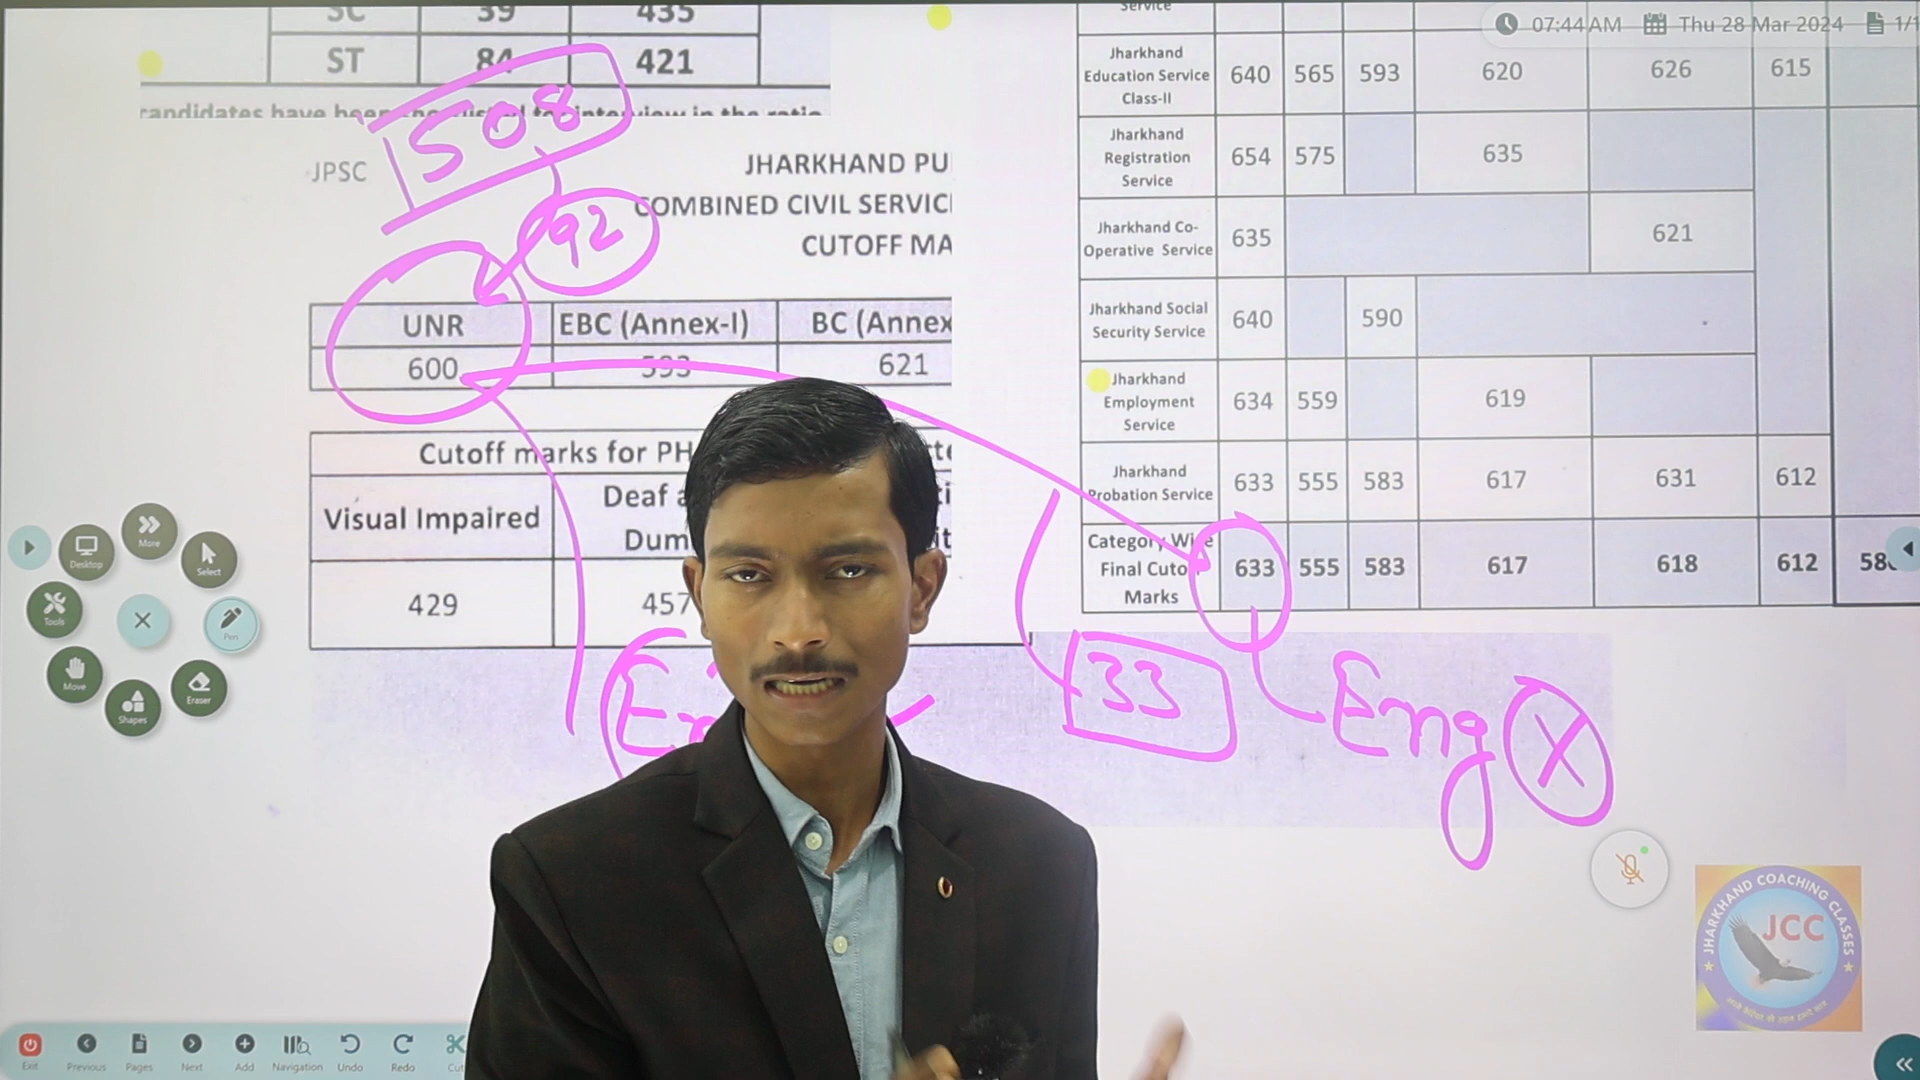 Service
07:44 AM Thu 28 Mar 2024 1/1
SC 39 435
ST 84 421
candidates have been
interview in the ratio
508
92
JPSC
JHARKHAND PU
COMBINED CIVIL SERVIC
CUTOFF MA
UNR EBC (Annex-I) BC (Annex
600 593 621
Cutoff marks for PH
Visual Impaired Deaf a
Dum
429 457
Jharkhand Education Service Class-II 640 565 593 620 626 615
Jharkhand Registration Service 654 575 635
Jharkhand Co-Operative Service 635 621
Jharkhand Social Security Service 640 590
Jharkhand Employment Service 634 559 619
Jharkhand Probation Service 633 555 583 617 631 612
Category Wise Final Cutoff Marks 633 555 583 617 618 612
33
Eng X
More
Desktop
Select
Tools
Pen
Move
Shapes
Eraser
JHARKHAND COACHING CLASSES
JCC
Exit Previous Pages Next Add Navigation Undo Redo Cut